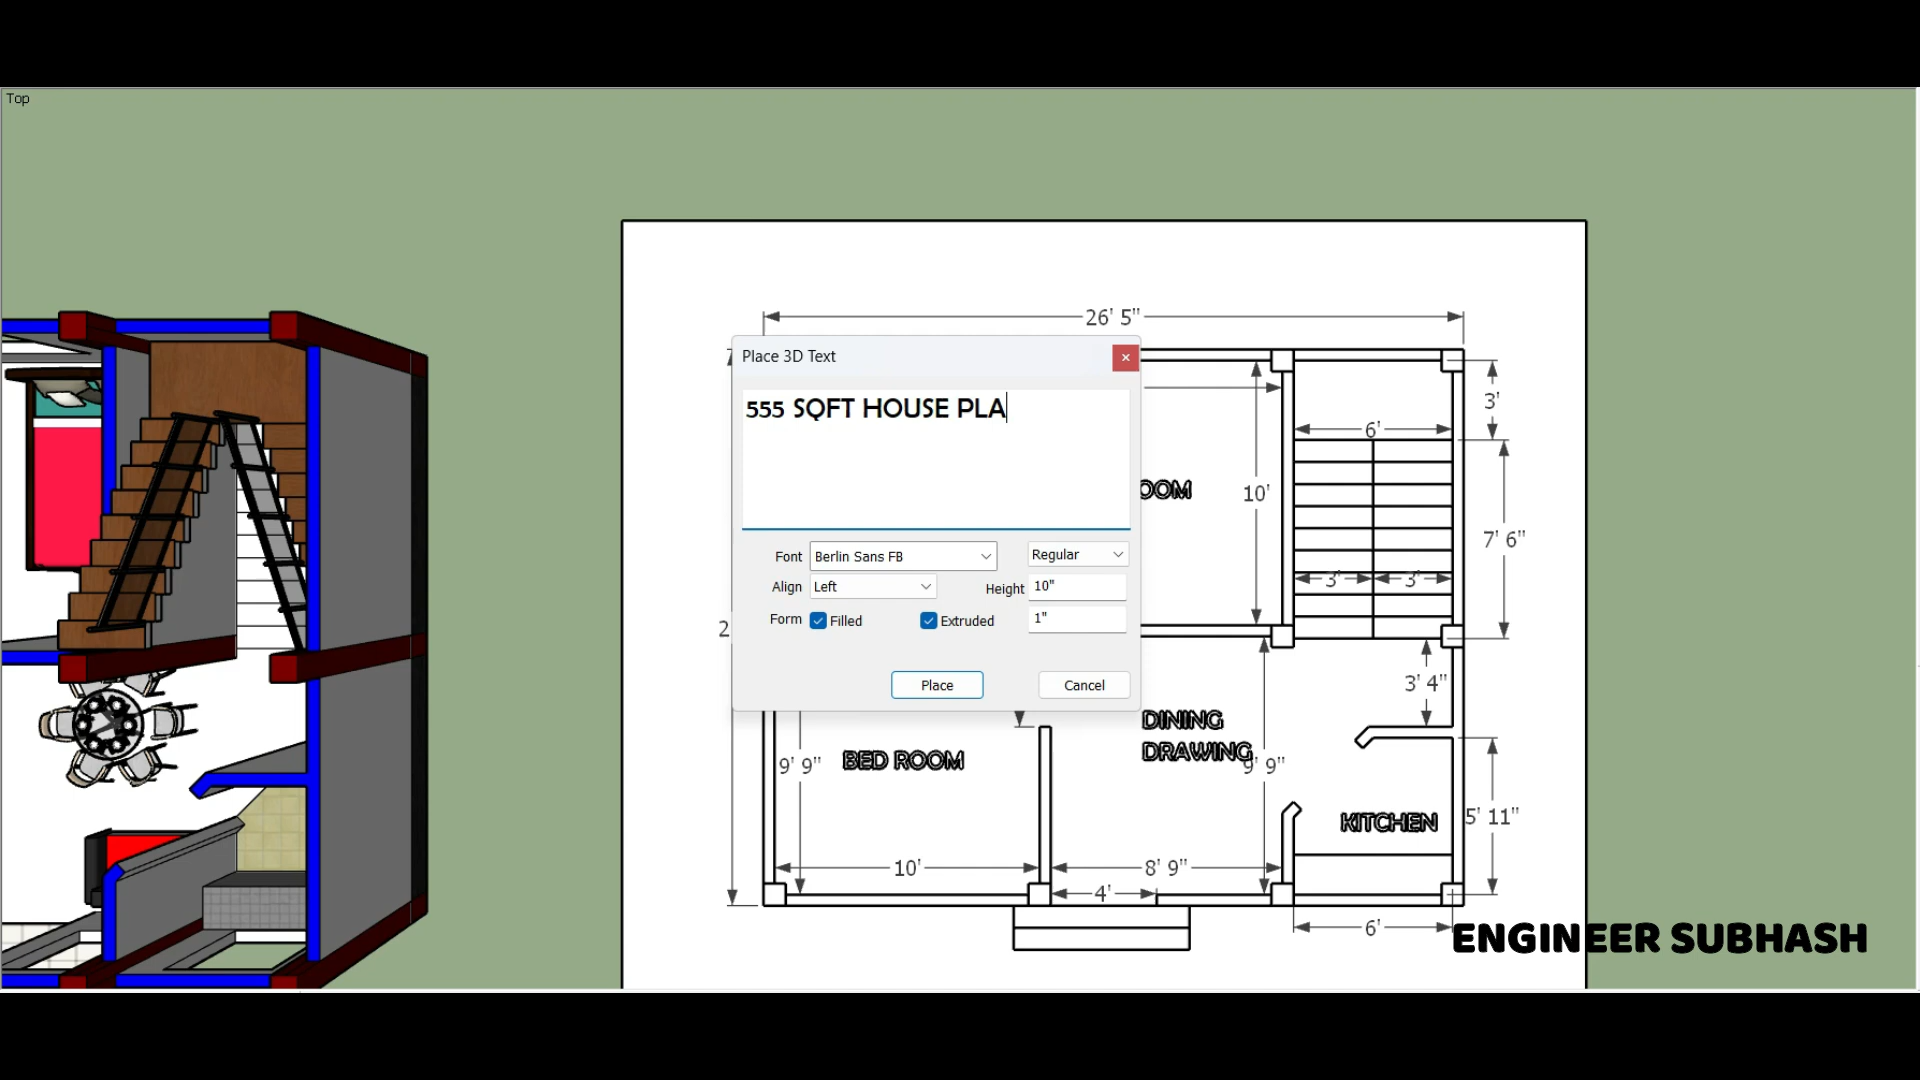 Top
26' 5"
Place 3D Text
555 SQFT HOUSE PLA
3'
6'
OOM
10'
7' 6"
Font
Berlin Sans FB
Regular
Align
Left
Height
10"
3'
3'
Form
Filled
Extruded
1"
2
Place
Cancel
3' 4"
DINING
DRAWING
BED ROOM
9' 9"
9' 9"
KITCHEN
5' 11"
10'
8' 9"
4'
6'
ENGINEER SUBHASH